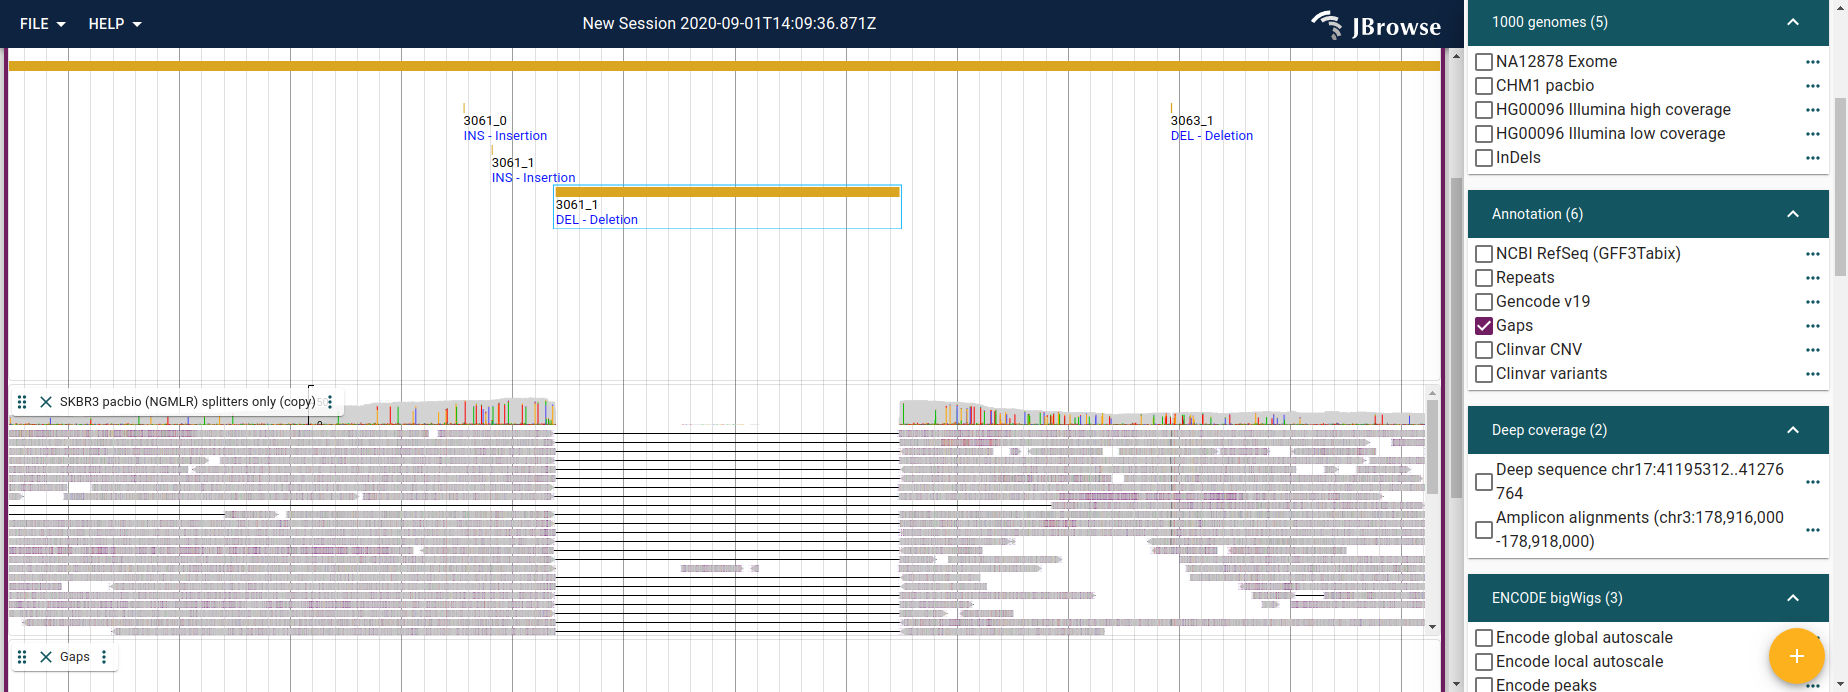 FILE
HELP
New Session 2020-09-01T14:09:36.871Z
JBrowse
3061_0
INS - Insertion
3061_1
INS - Insertion
3061_1
DEL - Deletion
3063_1
DEL - Deletion
SKBR3 pacbio (NGMLR) splitters only (copy)
0
Gaps
1000 genomes (5)
NA12878 Exome
CHM1 pacbio
HG00096 Illumina high coverage
HG00096 Illumina low coverage
InDels
Annotation (6)
NCBI RefSeq (GFF3Tabix)
Repeats
Gencode v19
Gaps
Clinvar CNV
Clinvar variants
Deep coverage (2)
Deep sequence chr17:41195312..41276
764
Amplicon alignments (chr3:178,916,000
-178,918,000)
ENCODE bigWigs (3)
Encode global autoscale
Encode local autoscale
Encode peaks